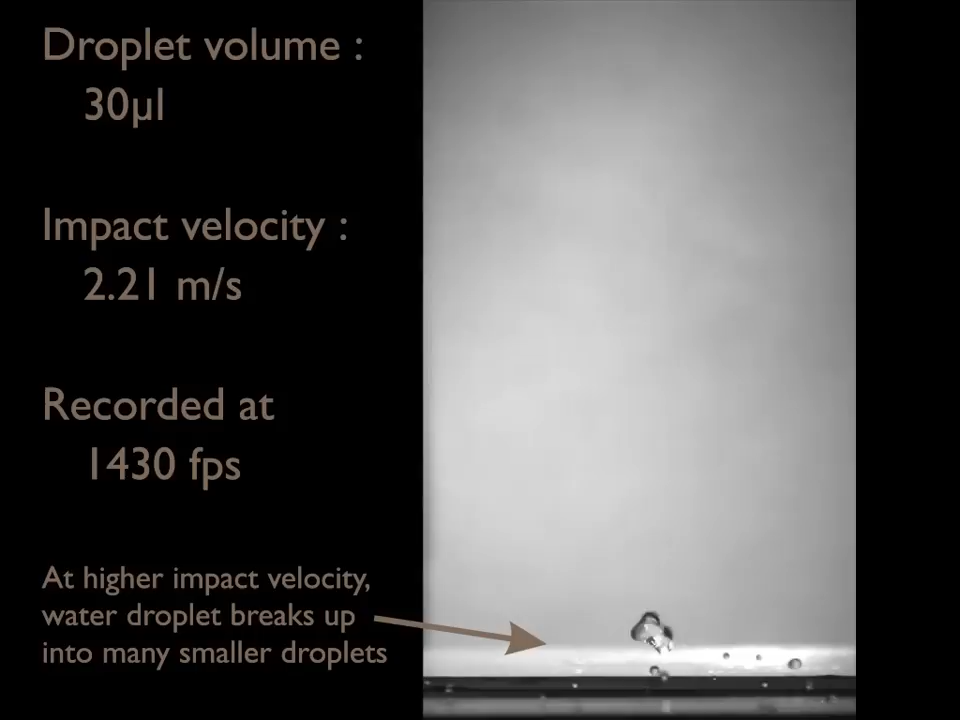 Droplet volume :
30µl
Impact velocity :
2.21 m/s
Recorded at
1430 fps
At higher impact velocity,
water droplet breaks up
into many smaller droplets